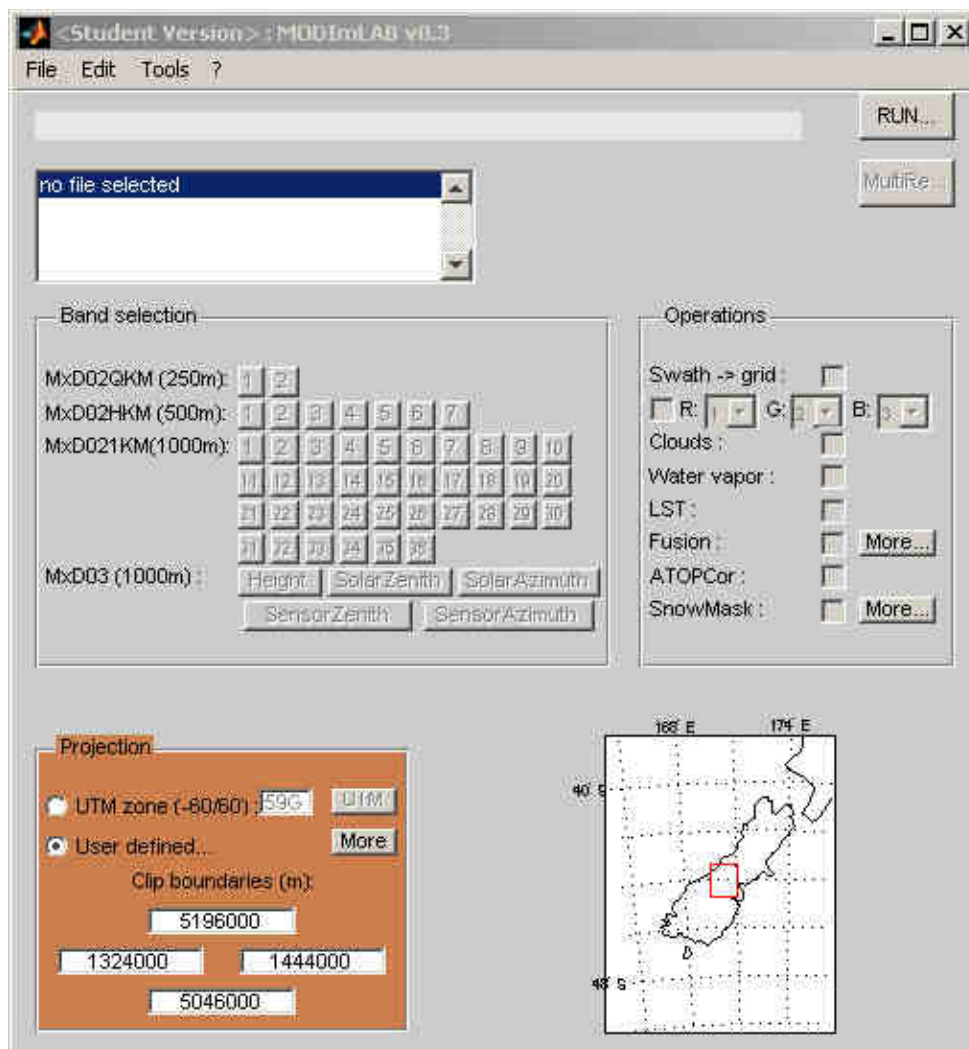 <Student Version> : MODImLAB v0.3
File Edit Tools ?
RUN...
no file selected
MultiRe...
Band selection
Operations
MxD02QKM (250m): 1 2
MxD02HKM (500m): 1 2 3 4 5 6 7
MxD021KM(1000m): 1 2 3 4 5 6 7 8 9 10
11 12 13 14 15 16 17 18 19 20
21 22 23 24 25 26 27 28 29 30
31 32 33 34 35 36
MxD03 (1000m) : Height SolarZenith SolarAzimuth
SensorZenith SensorAzimuth
Swath -> grid :
R: 1 G: 2 B: 3
Clouds :
Water vapor :
LST :
Fusion : More...
ATOPCor :
SnowMask : More...
Projection
UTM zone (-60/60) : 59G UTM
User defined... More
Clip boundaries (m):
5196000
1324000 1444000
5046000
168° E 174° E
40° S
48° S